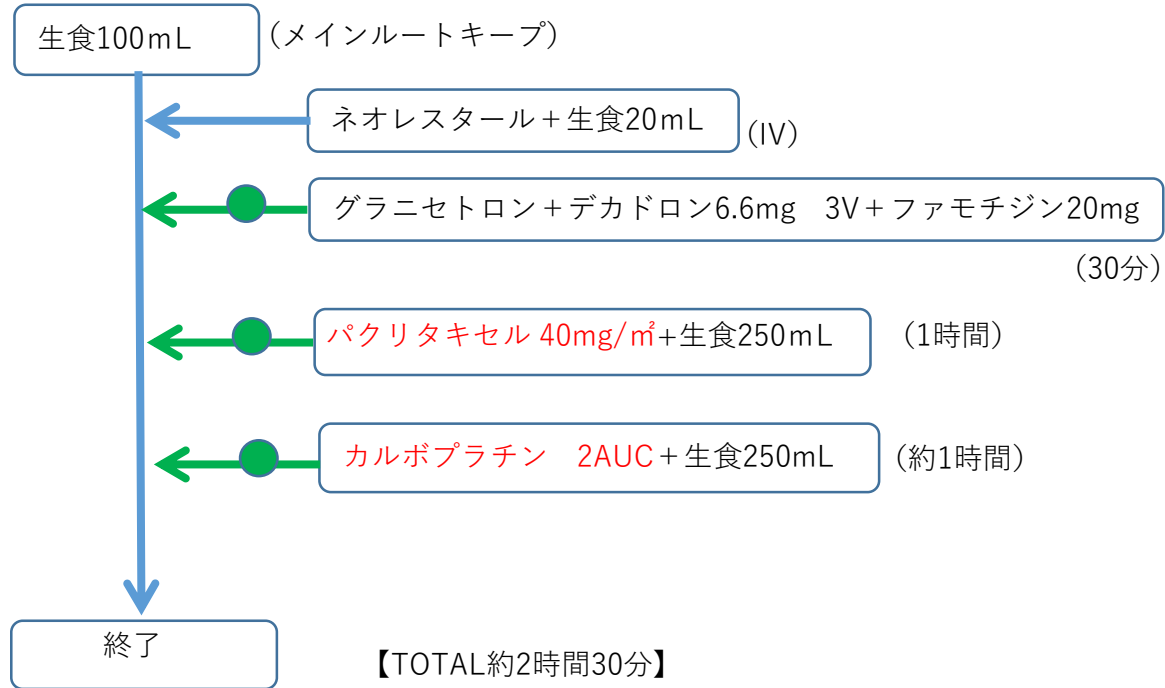 生食100mL (メインルートキープ)
ネオレスタール+生食20mL (IV)
グラニセトロン+デカドロン6.6mg 3V+ファモチジン20mg
(30分)
パクリタキセル 40mg/㎡+生食250mL (1時間)
カルボプラチン 2AUC+生食250mL (約1時間)
終了
【TOTAL約2時間30分】